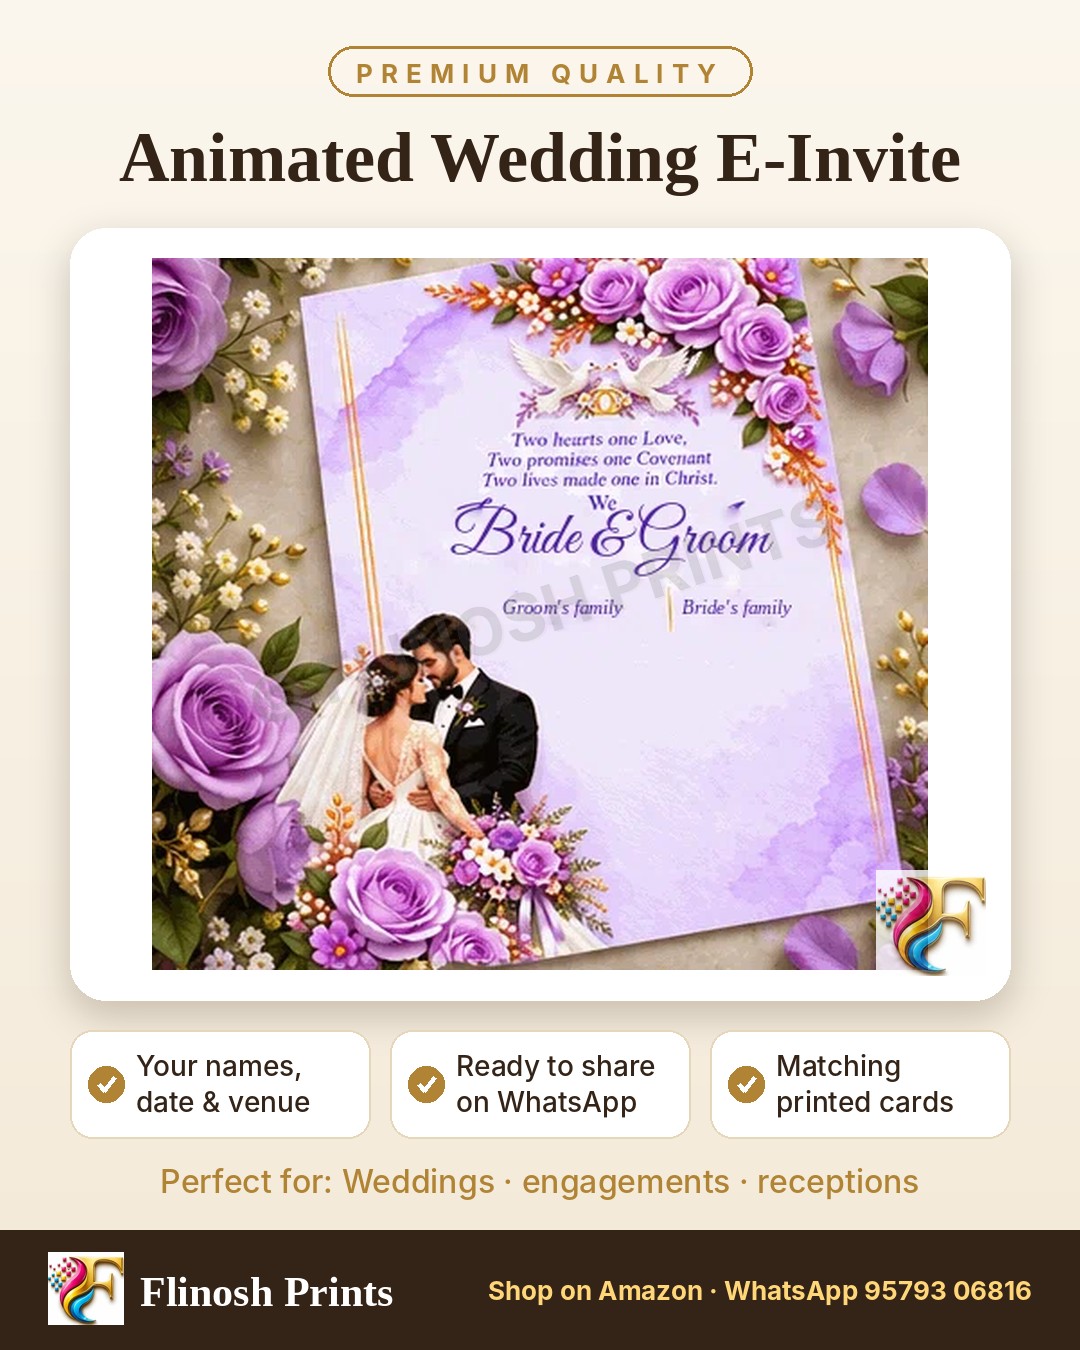 PREMIUM QUALITY
Animated Wedding E-Invite
Two hearts one Love,
Two promises one Covenant
Two lives made one in Christ.
We
Bride & Groom
Groom's family
Bride's family
FLINOSH PRINTS
Your names,
date & venue
Ready to share
on WhatsApp
Matching
printed cards
Perfect for: Weddings · engagements · receptions
Flinosh Prints
Shop on Amazon · WhatsApp 95793 06816